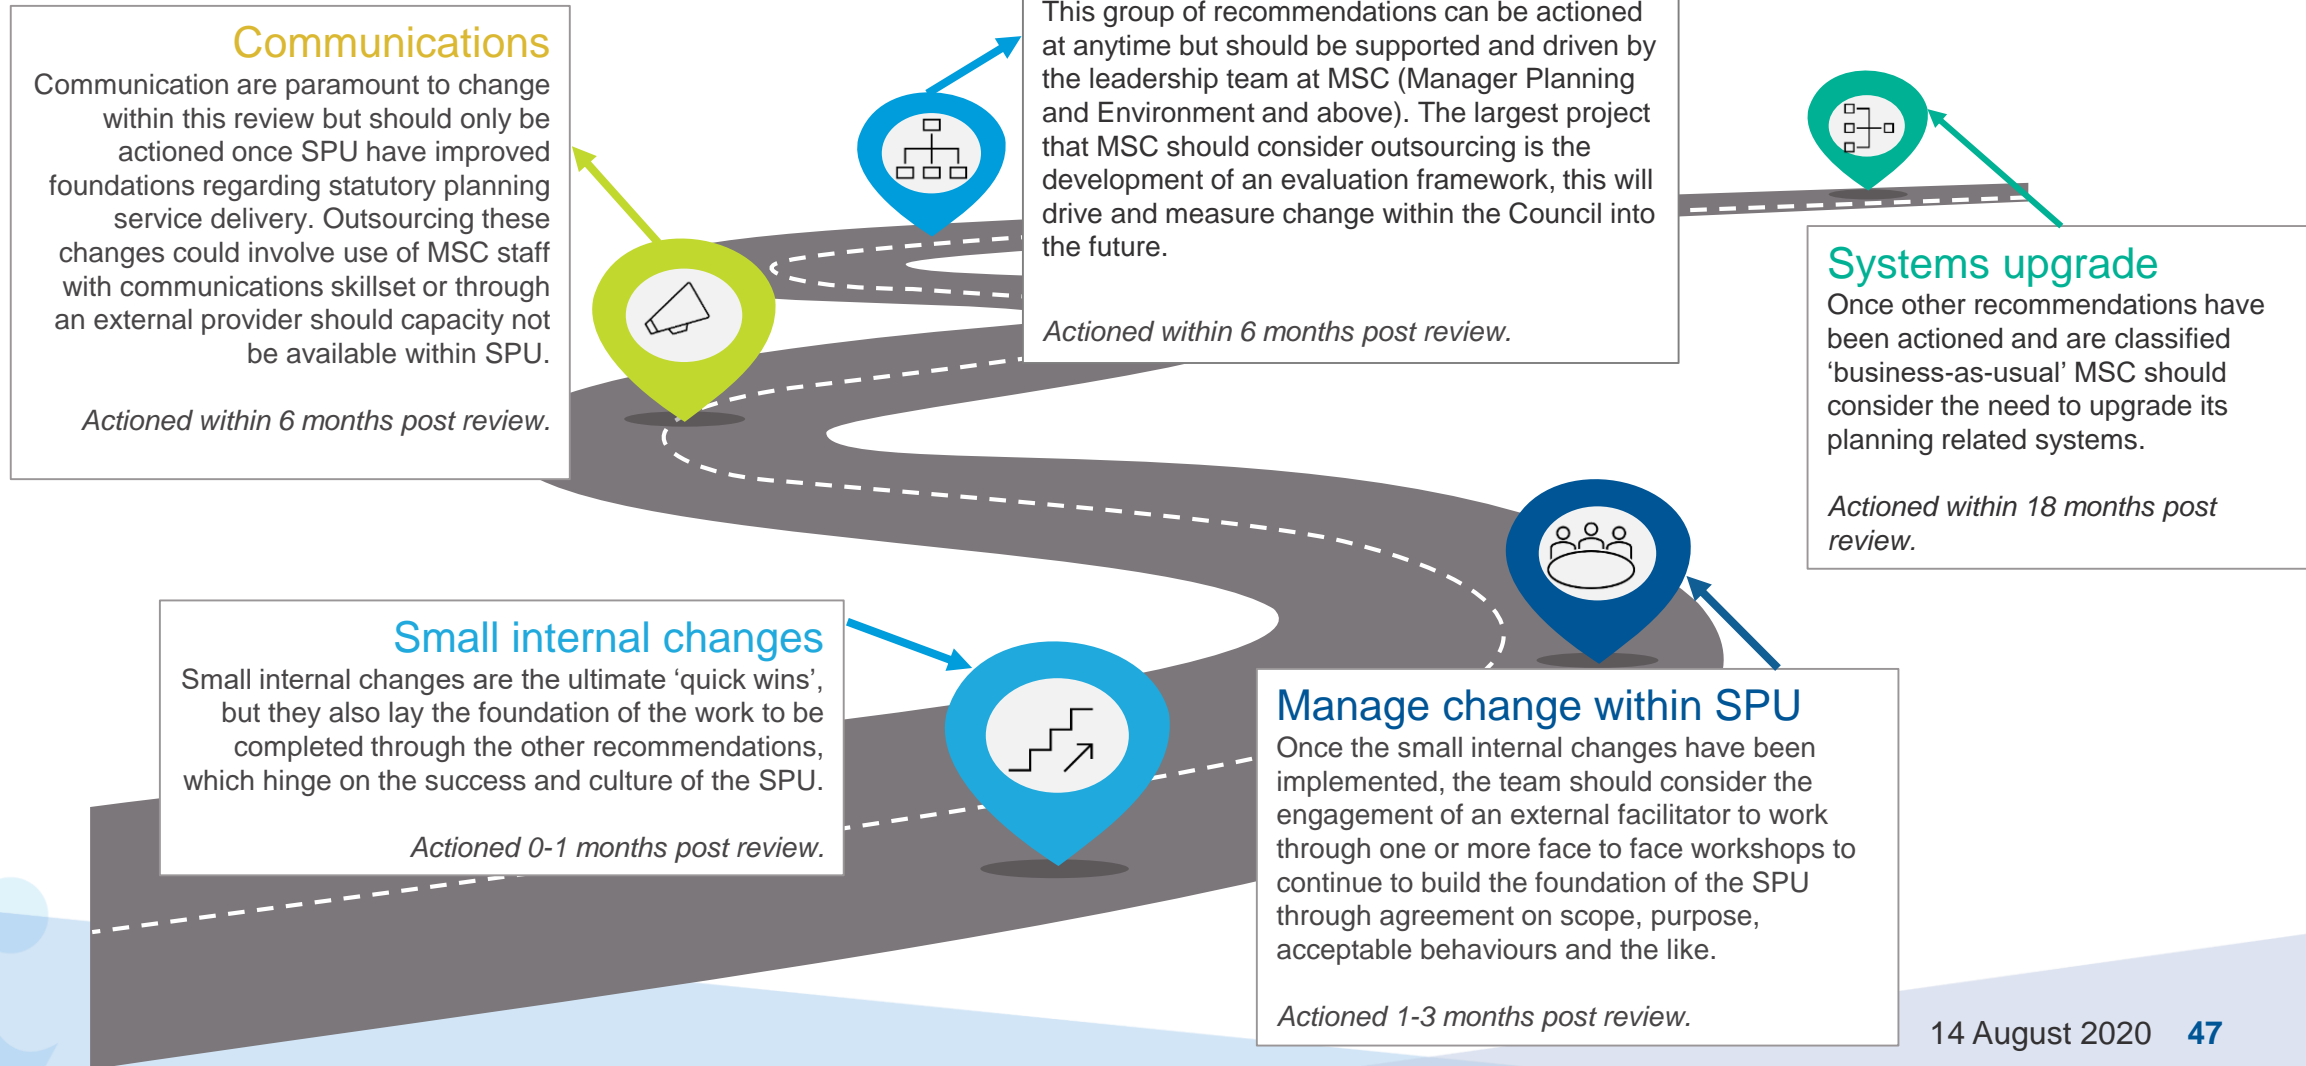 Communications
Communication are paramount to change
within this review but should only be
actioned once SPU have improved
foundations regarding statutory planning
service delivery. Outsourcing these
changes could involve use of MSC staff
with communications skillset or through
an external provider should capacity not
be available within SPU.
Actioned within 6 months post review.
This group of recommendations can be actioned
at anytime but should be supported and driven by
the leadership team at MSC (Manager Planning
and Environment and above). The largest project
that MSC should consider outsourcing is the
development of an evaluation framework, this will
drive and measure change within the Council into
the future.
Actioned within 6 months post review.
Systems upgrade
Once other recommendations have
been actioned and are classified
‘business-as-usual’ MSC should
consider the need to upgrade its
planning related systems.
Actioned within 18 months post
review.
Small internal changes
Small internal changes are the ultimate ‘quick wins’,
but they also lay the foundation of the work to be
completed through the other recommendations,
which hinge on the success and culture of the SPU.
Actioned 0-1 months post review.
Manage change within SPU
Once the small internal changes have been
implemented, the team should consider the
engagement of an external facilitator to work
through one or more face to face workshops to
continue to build the foundation of the SPU
through agreement on scope, purpose,
acceptable behaviours and the like.
Actioned 1-3 months post review.
14 August 2020 47